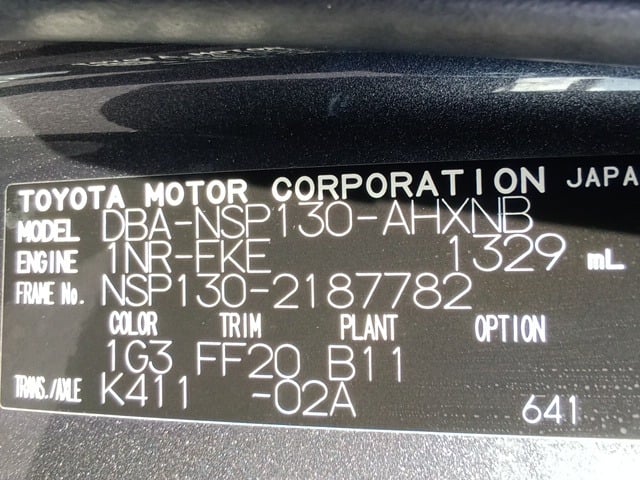 TOYOTA MOTOR CORPORATION JAPA
MODEL DBA-NSP130-AHXNB
ENGINE 1NR-FKE 1329 mL
FRAME No. NSP130-2187782
COLOR TRIM PLANT OPTION
1G3 FF20 B11
TRANS./AXLE K411 -02A 641